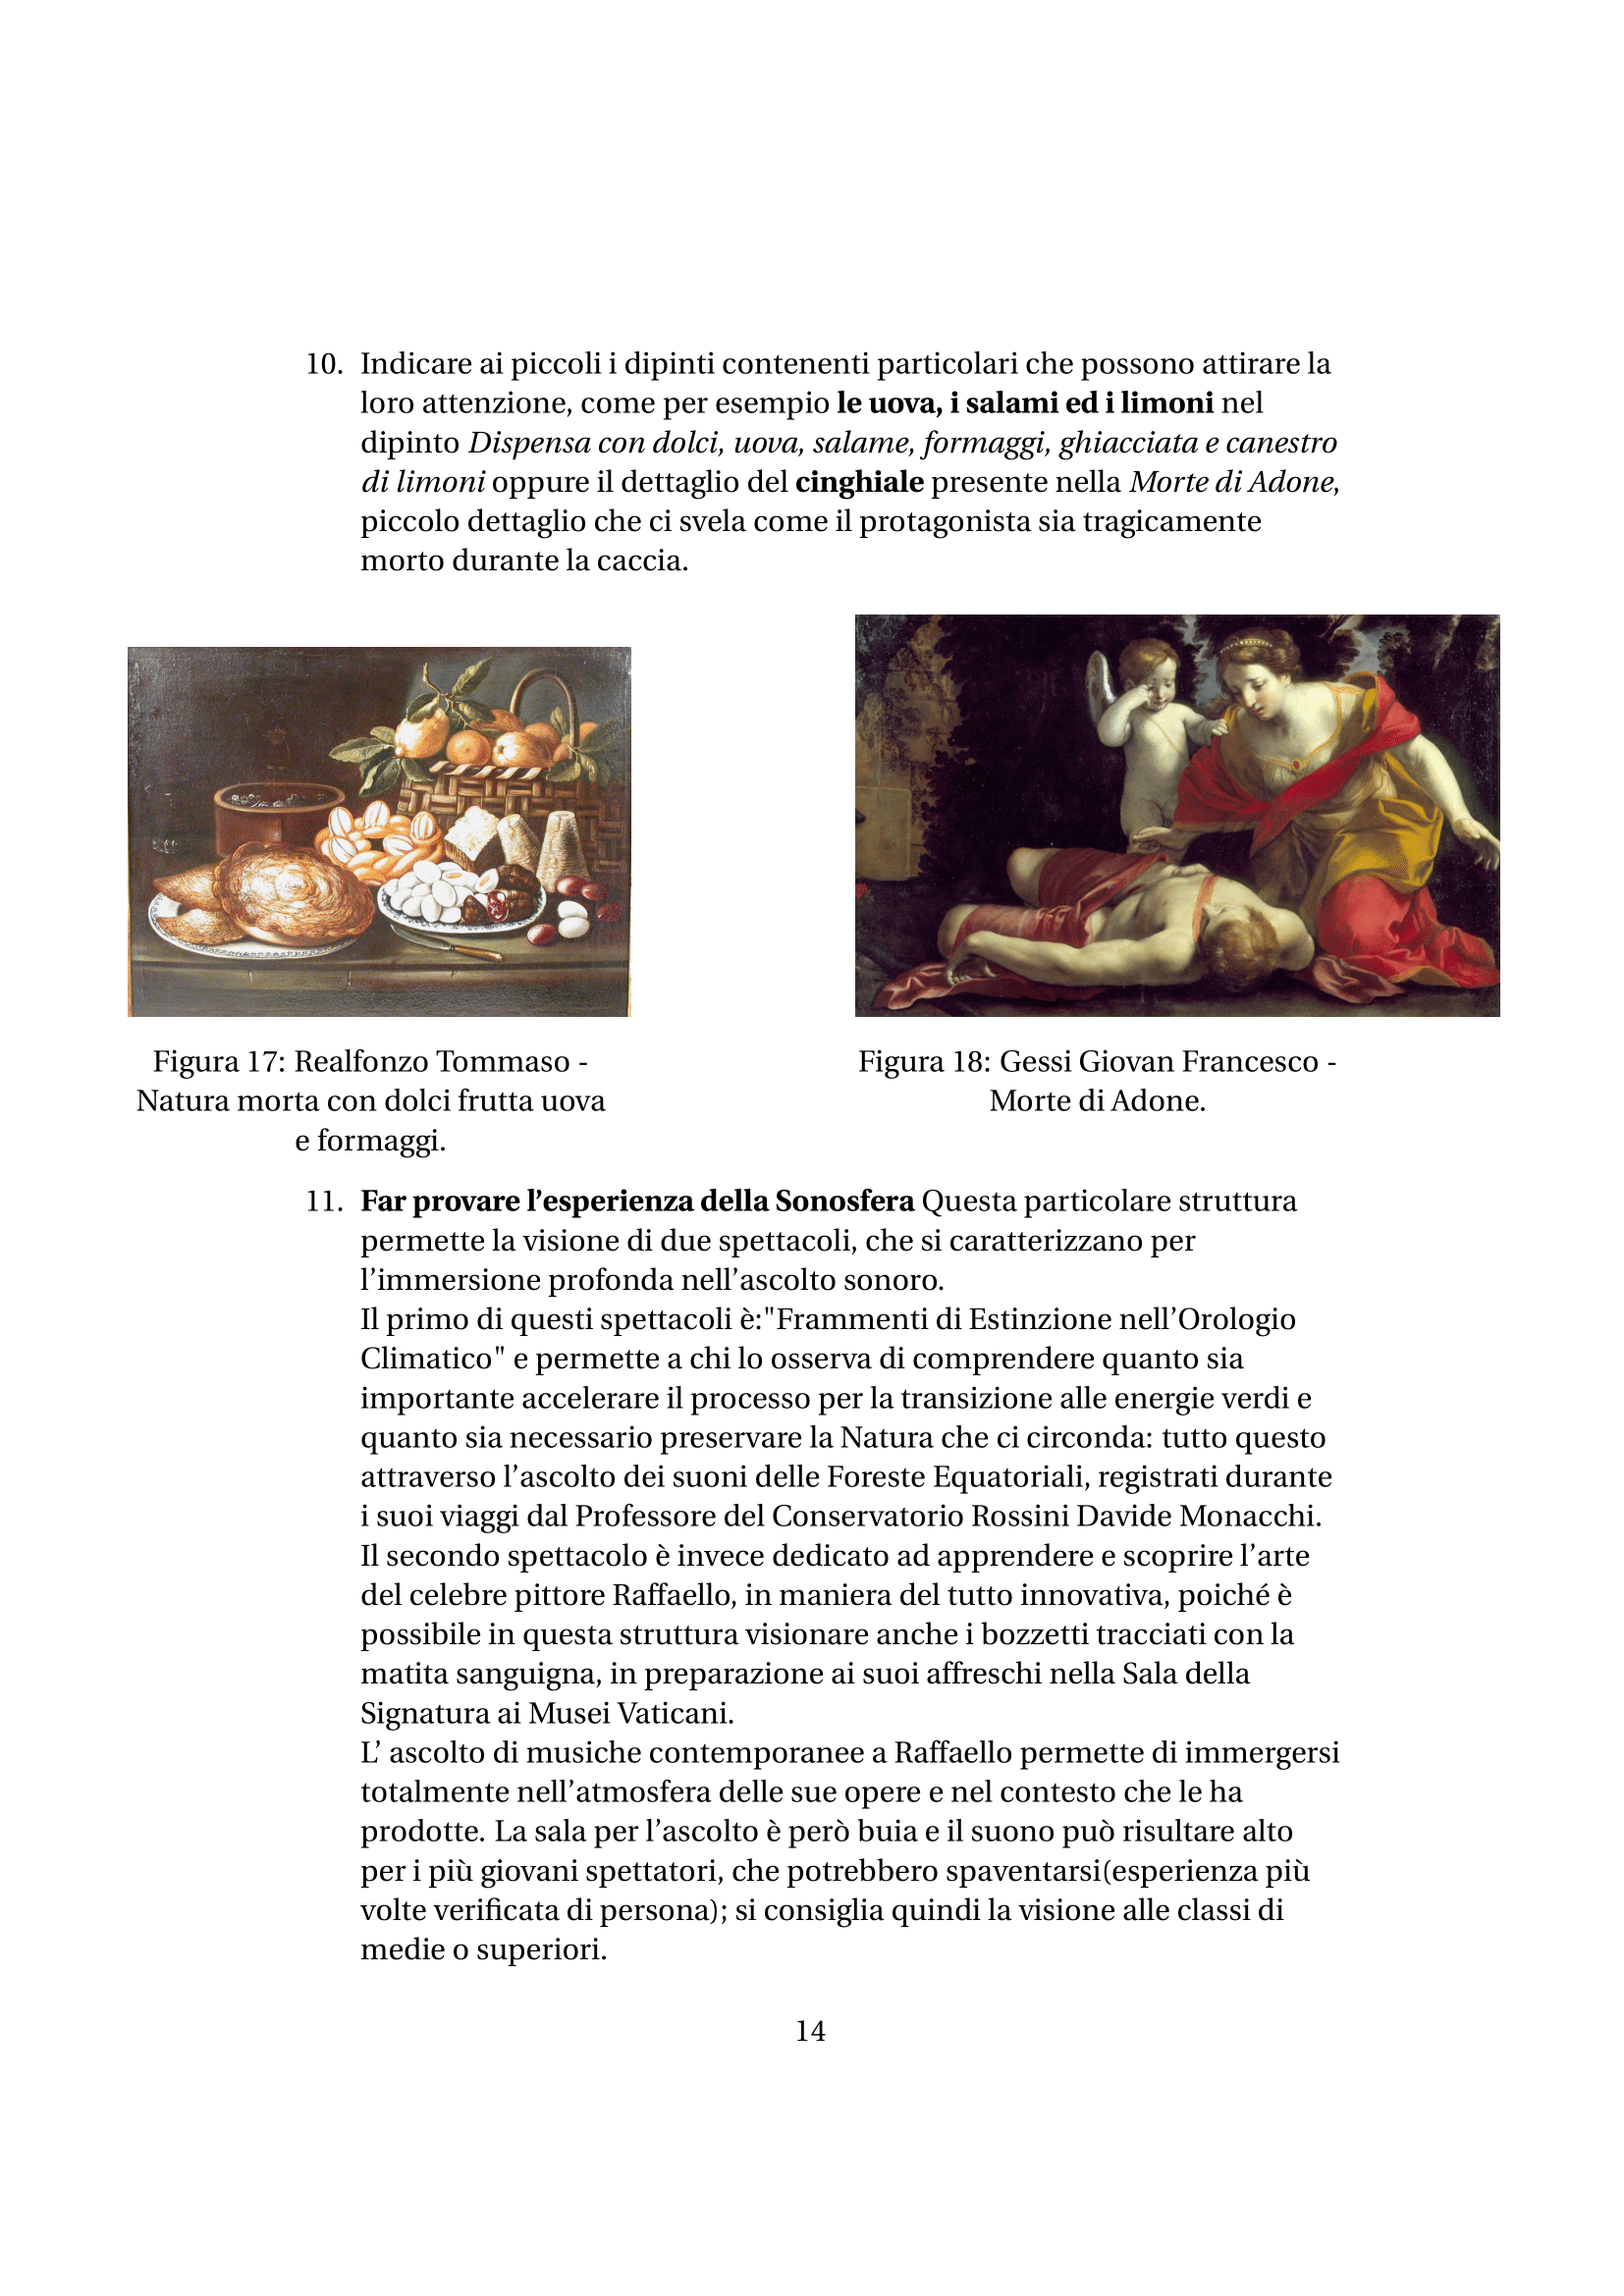 10. Indicare ai piccoli i dipinti contenenti particolari che possono attirare la
loro attenzione, come per esempio le uova, i salami ed i limoni nel
dipinto Dispensa con dolci, uova, salame, formaggi, ghiacciata e canestro
di limoni oppure il dettaglio del cinghiale presente nella Morte di Adone,
piccolo dettaglio che ci svela come il protagonista sia tragicamente
morto durante la caccia.
Figura 17: Realfonzo Tommaso -
Natura morta con dolci frutta uova
e formaggi.
Figura 18: Gessi Giovan Francesco -
Morte di Adone.
11. Far provare l'esperienza della Sonosfera Questa particolare struttura
permette la visione di due spettacoli, che si caratterizzano per
l'immersione profonda nell'ascolto sonoro.
Il primo di questi spettacoli è:"Frammenti di Estinzione nell'Orologio
Climatico" e permette a chi lo osserva di comprendere quanto sia
importante accelerare il processo per la transizione alle energie verdi e
quanto sia necessario preservare la Natura che ci circonda: tutto questo
attraverso l'ascolto dei suoni delle Foreste Equatoriali, registrati durante
i suoi viaggi dal Professore del Conservatorio Rossini Davide Monacchi.
Il secondo spettacolo è invece dedicato ad apprendere e scoprire l'arte
del celebre pittore Raffaello, in maniera del tutto innovativa, poiché è
possibile in questa struttura visionare anche i bozzetti tracciati con la
matita sanguigna, in preparazione ai suoi affreschi nella Sala della
Signatura ai Musei Vaticani.
L' ascolto di musiche contemporanee a Raffaello permette di immergersi
totalmente nell'atmosfera delle sue opere e nel contesto che le ha
prodotte. La sala per l'ascolto è però buia e il suono può risultare alto
per i più giovani spettatori, che potrebbero spaventarsi(esperienza più
volte verificata di persona); si consiglia quindi la visione alle classi di
medie o superiori.
14